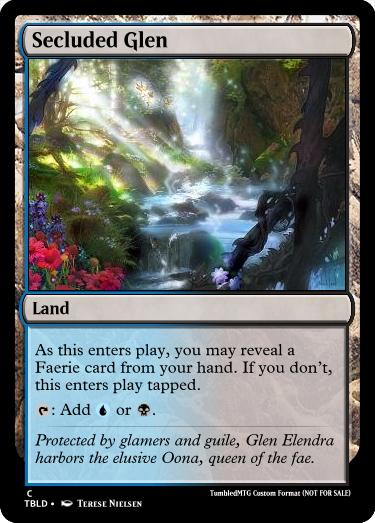 Secluded Glen
Land
As this enters play, you may reveal a
Faerie card from your hand. If you don't,
this enters play tapped.
: Add or .
Protected by glamers and guile, Glen Elendra
harbors the elusive Oona, queen of the fae.
C
TBLD • Terese Nielsen
TumbledMTG Custom Format (NOT FOR SALE)